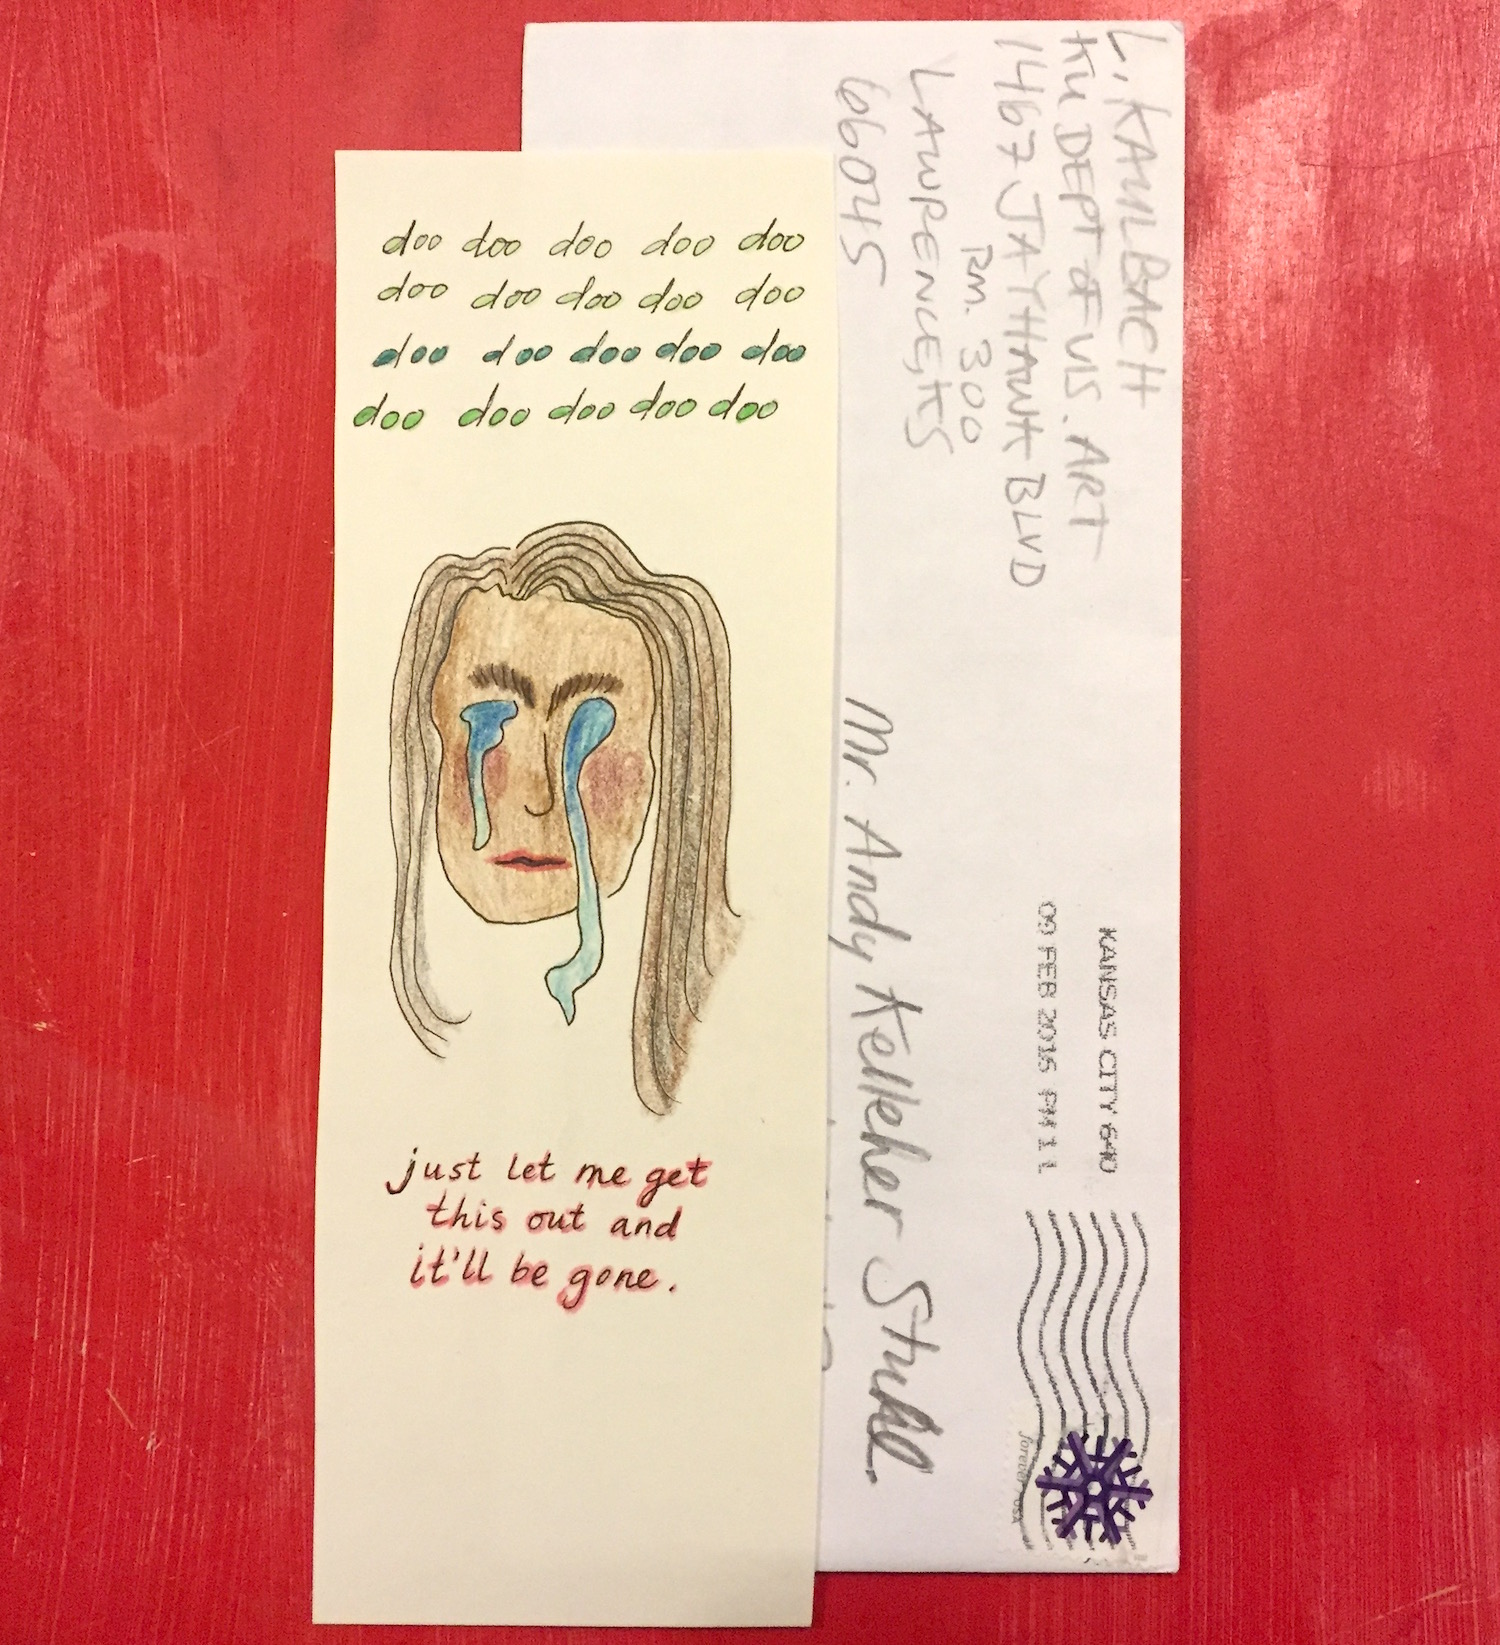 doo doo doo doo doo
doo doo doo doo doo
doo doo doo doo doo
doo doo doo doo doo
just let me get
this out and
it'll be gone.
L. KAULBACH
KU DEPT OF VIS. ART
1467 JAYHAWK BLVD
RM. 300
LAWRENCE, KS
66045
KANSAS CITY 640
09 FEB 2016 PM 1 L
forever USA
Mr. Andy Kelleher Stuhl.